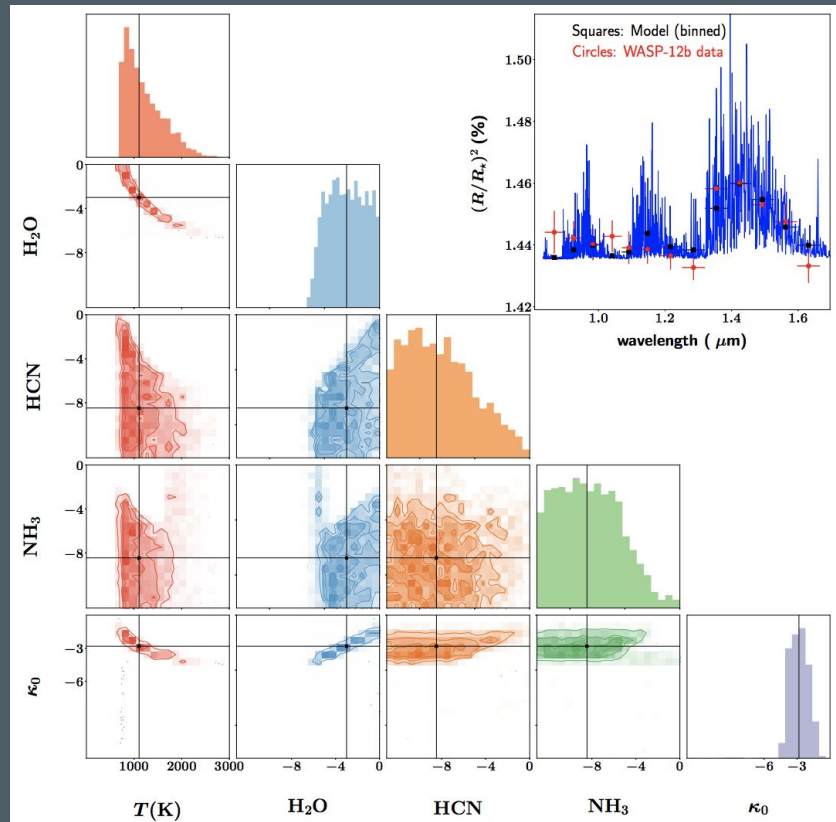 Squares: Model (binned)
Circles: WASP-12b data
(R/R⋆)² (%)
1.50
1.48
1.46
1.44
1.42
1.0 1.2 1.4 1.6
wavelength ( μm)
H₂O
0
−4
−8
HCN
−4
−8
NH₃
−4
−8
κ₀
−3
−6
1000 2000 3000
−8 −4 0
−8 −4 0
−8 −4 0
−6 −3
T(K) H₂O HCN NH₃ κ₀